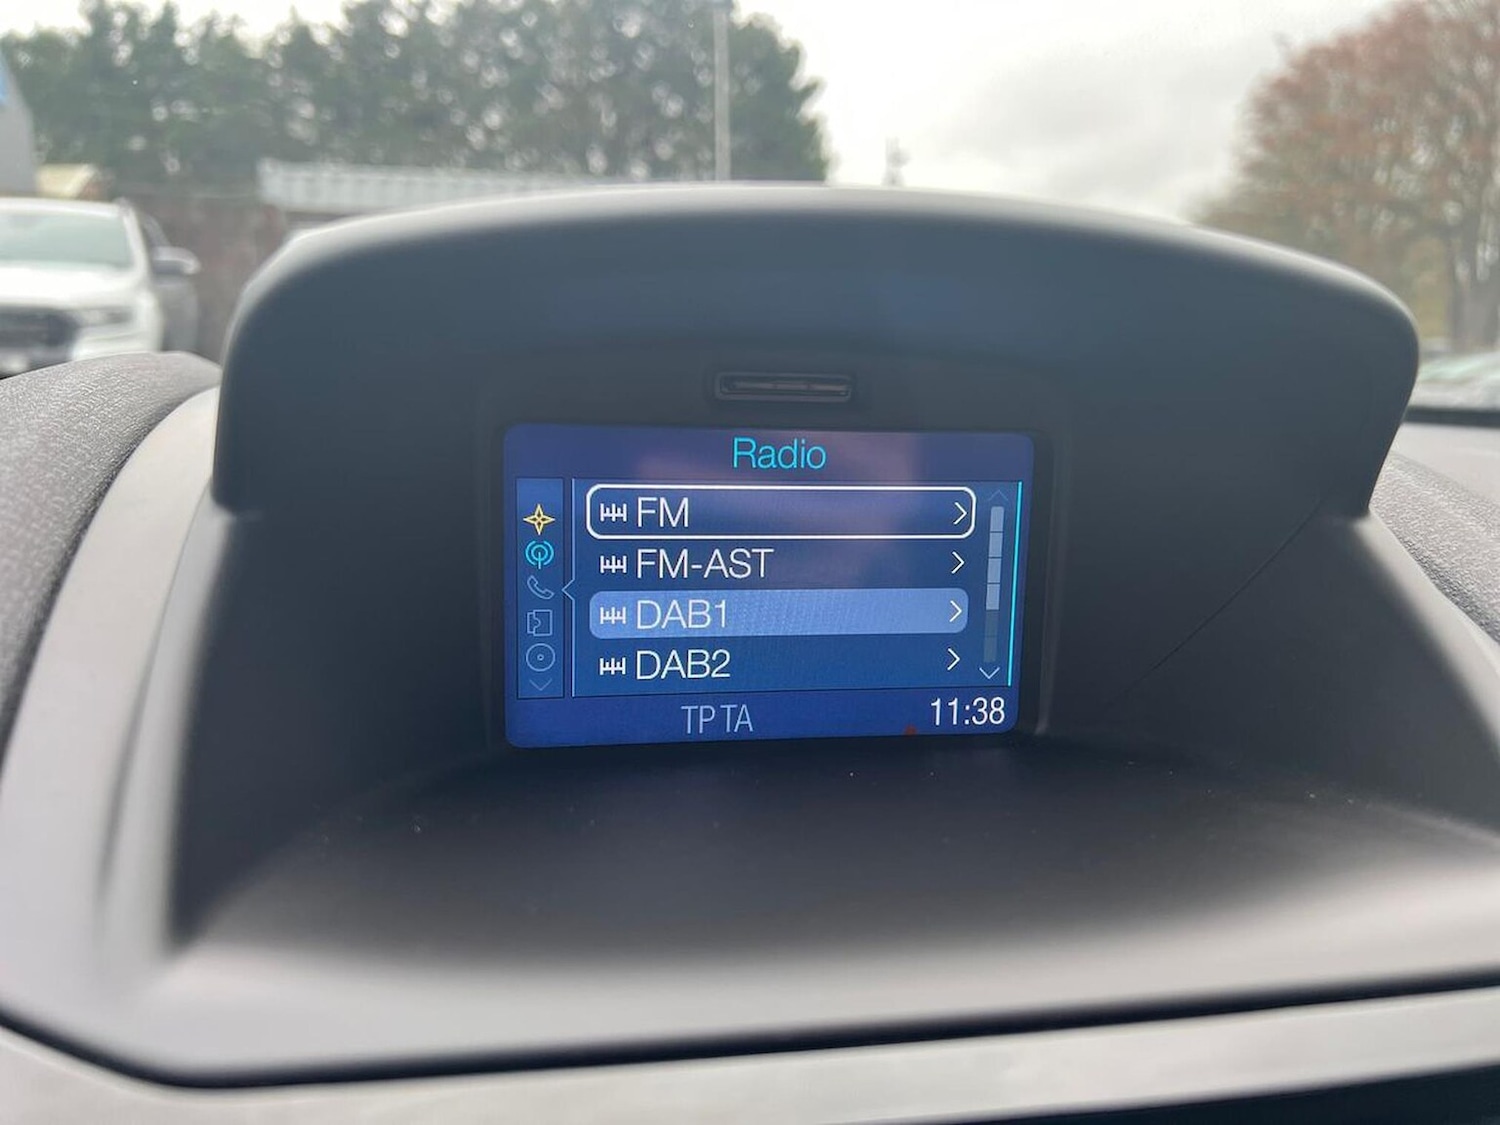 Radio
FM
FM-AST
DAB1
DAB2
TP TA
11:38